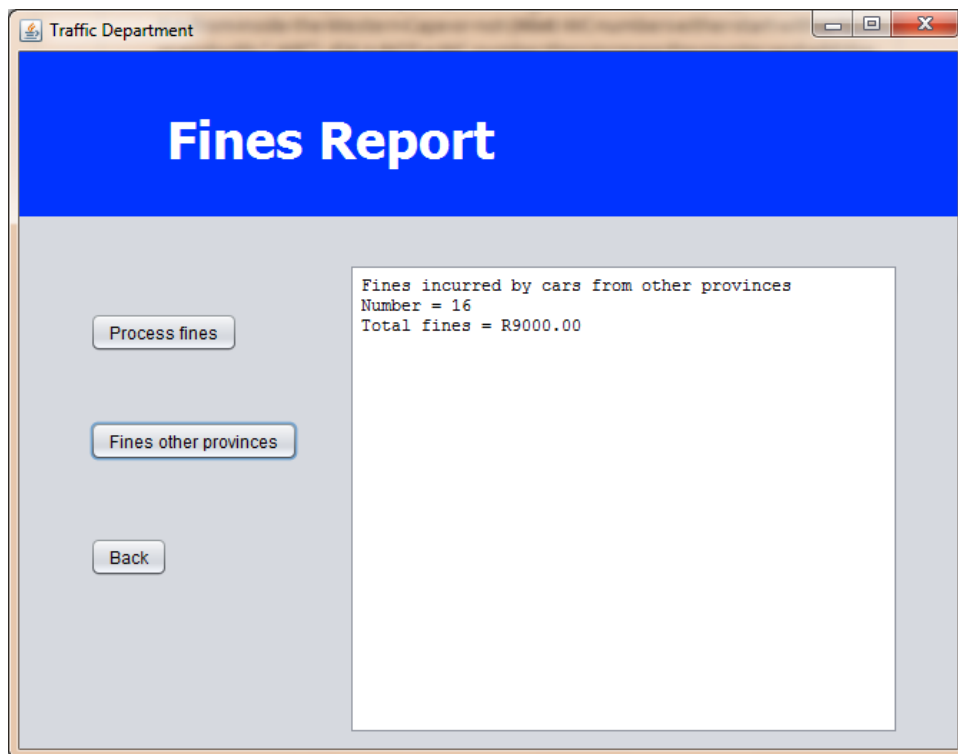 Traffic Department
Fines Report
Process fines
Fines other provinces
Back
Fines incurred by cars from other provinces
Number = 16
Total fines = R9000.00